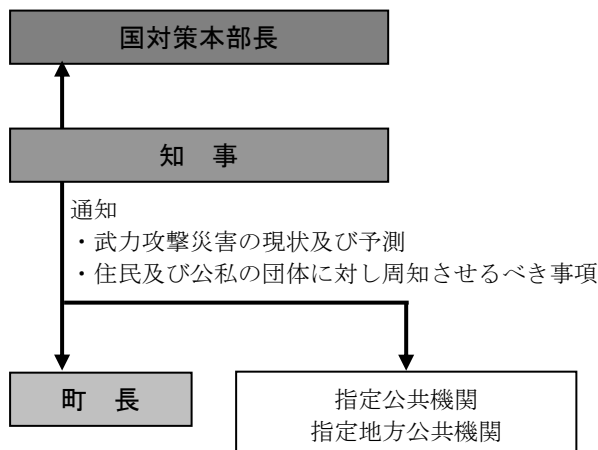 国対策本部長
知　事
通知
・武力攻撃災害の現状及び予測
・住民及び公私の団体に対し周知させるべき事項
町　長
指定公共機関
指定地方公共機関